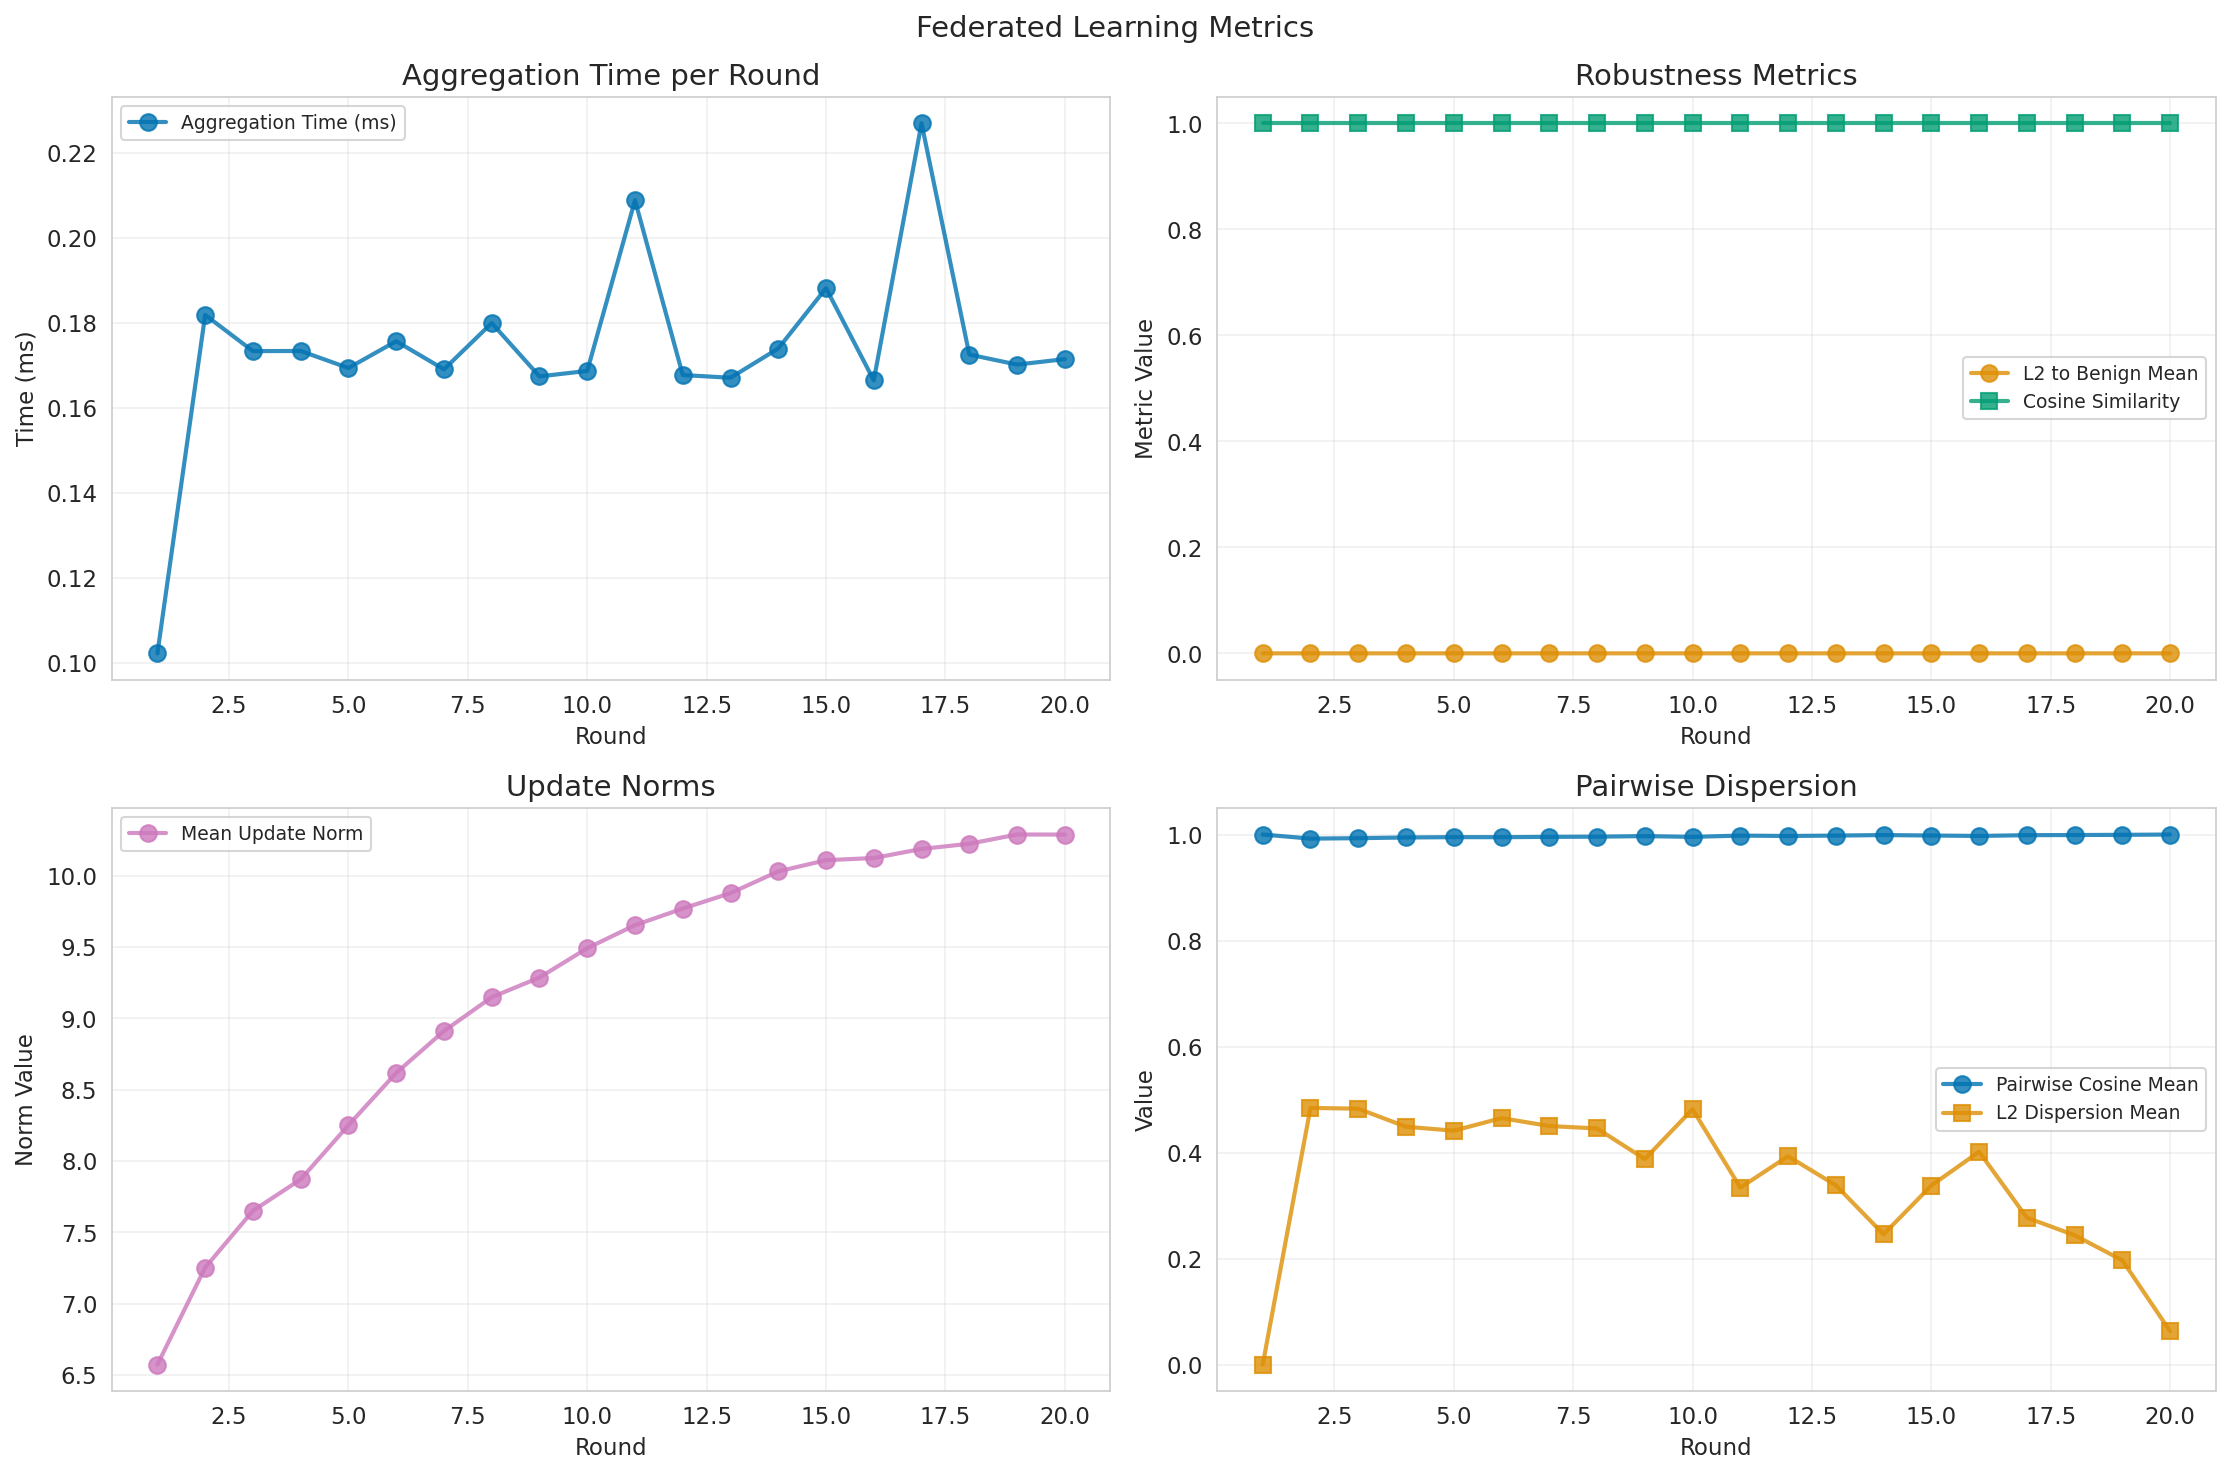 Federated Learning Metrics
Aggregation Time per Round
Aggregation Time (ms)
Time (ms)
0.22
0.20
0.18
0.16
0.14
0.12
0.10
2.5 5.0 7.5 10.0 12.5 15.0 17.5 20.0
Round
Robustness Metrics
Metric Value
1.0
0.8
0.6
0.4
0.2
0.0
L2 to Benign Mean
Cosine Similarity
2.5 5.0 7.5 10.0 12.5 15.0 17.5 20.0
Round
Update Norms
Mean Update Norm
Norm Value
10.0
9.5
9.0
8.5
8.0
7.5
7.0
6.5
2.5 5.0 7.5 10.0 12.5 15.0 17.5 20.0
Round
Pairwise Dispersion
Value
1.0
0.8
0.6
0.4
0.2
0.0
Pairwise Cosine Mean
L2 Dispersion Mean
2.5 5.0 7.5 10.0 12.5 15.0 17.5 20.0
Round